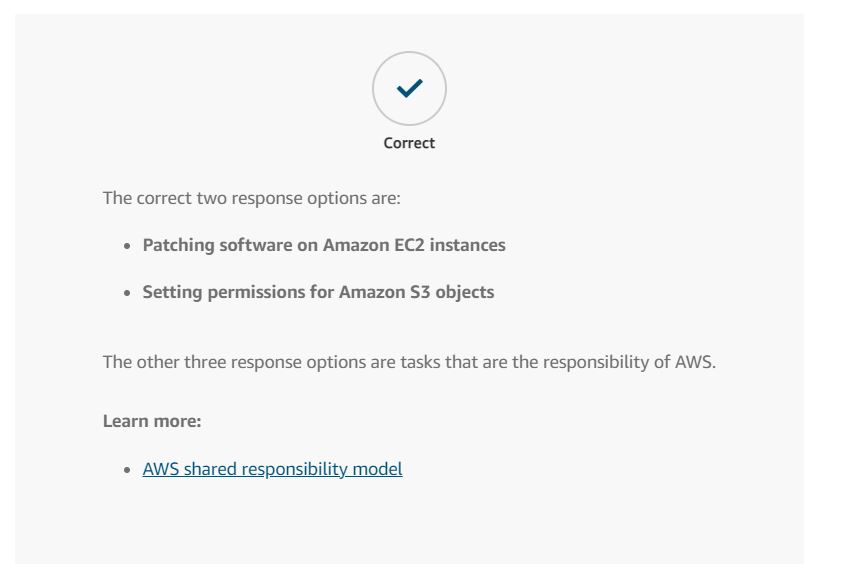 Correct
The correct two response options are:
• Patching software on Amazon EC2 instances
• Setting permissions for Amazon S3 objects
The other three response options are tasks that are the responsibility of AWS.
Learn more:
• AWS shared responsibility model